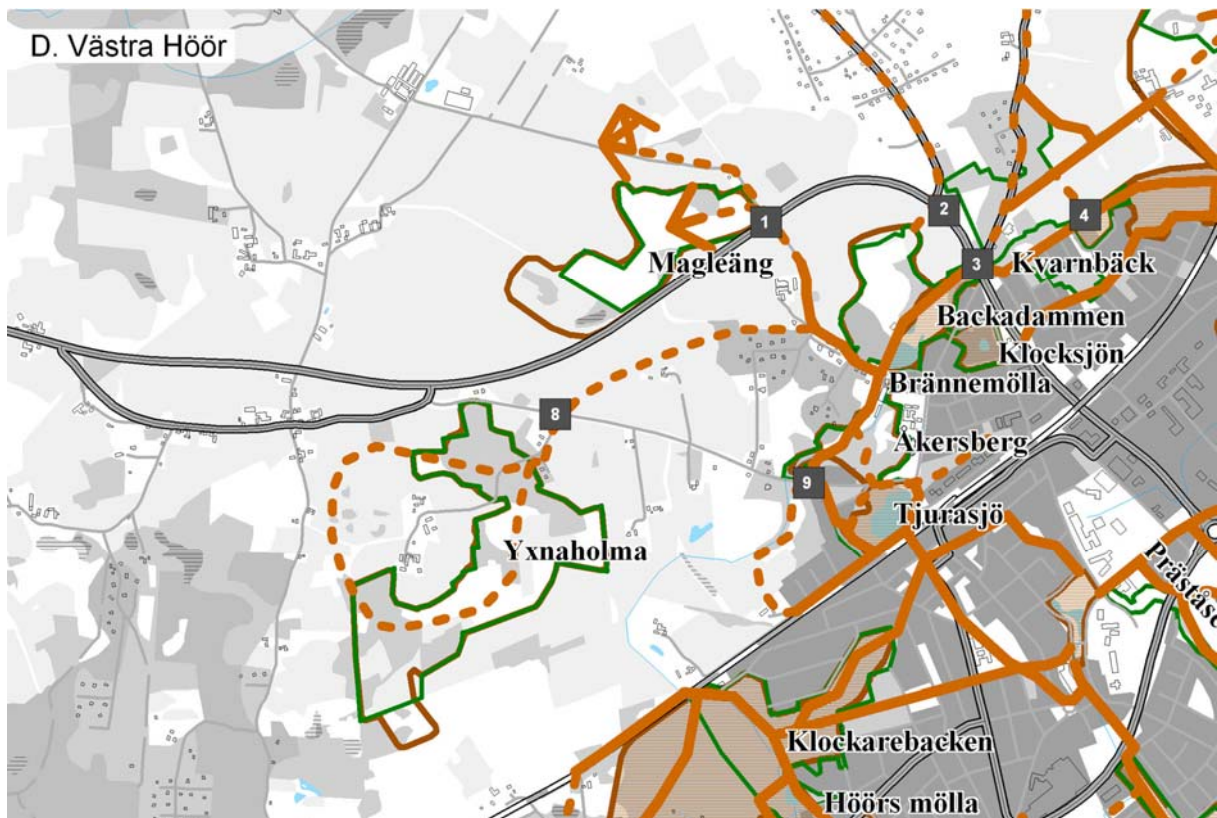 D. Västra Höör
2
4
1
Magleäng
3
Kvarnbäck
Backadammen
Klocksjön
Brännemölla
8
Åkersberg
9
Tjurasjö
Yxnaholma
Präståse
Klockarebacken
Höörs mölla